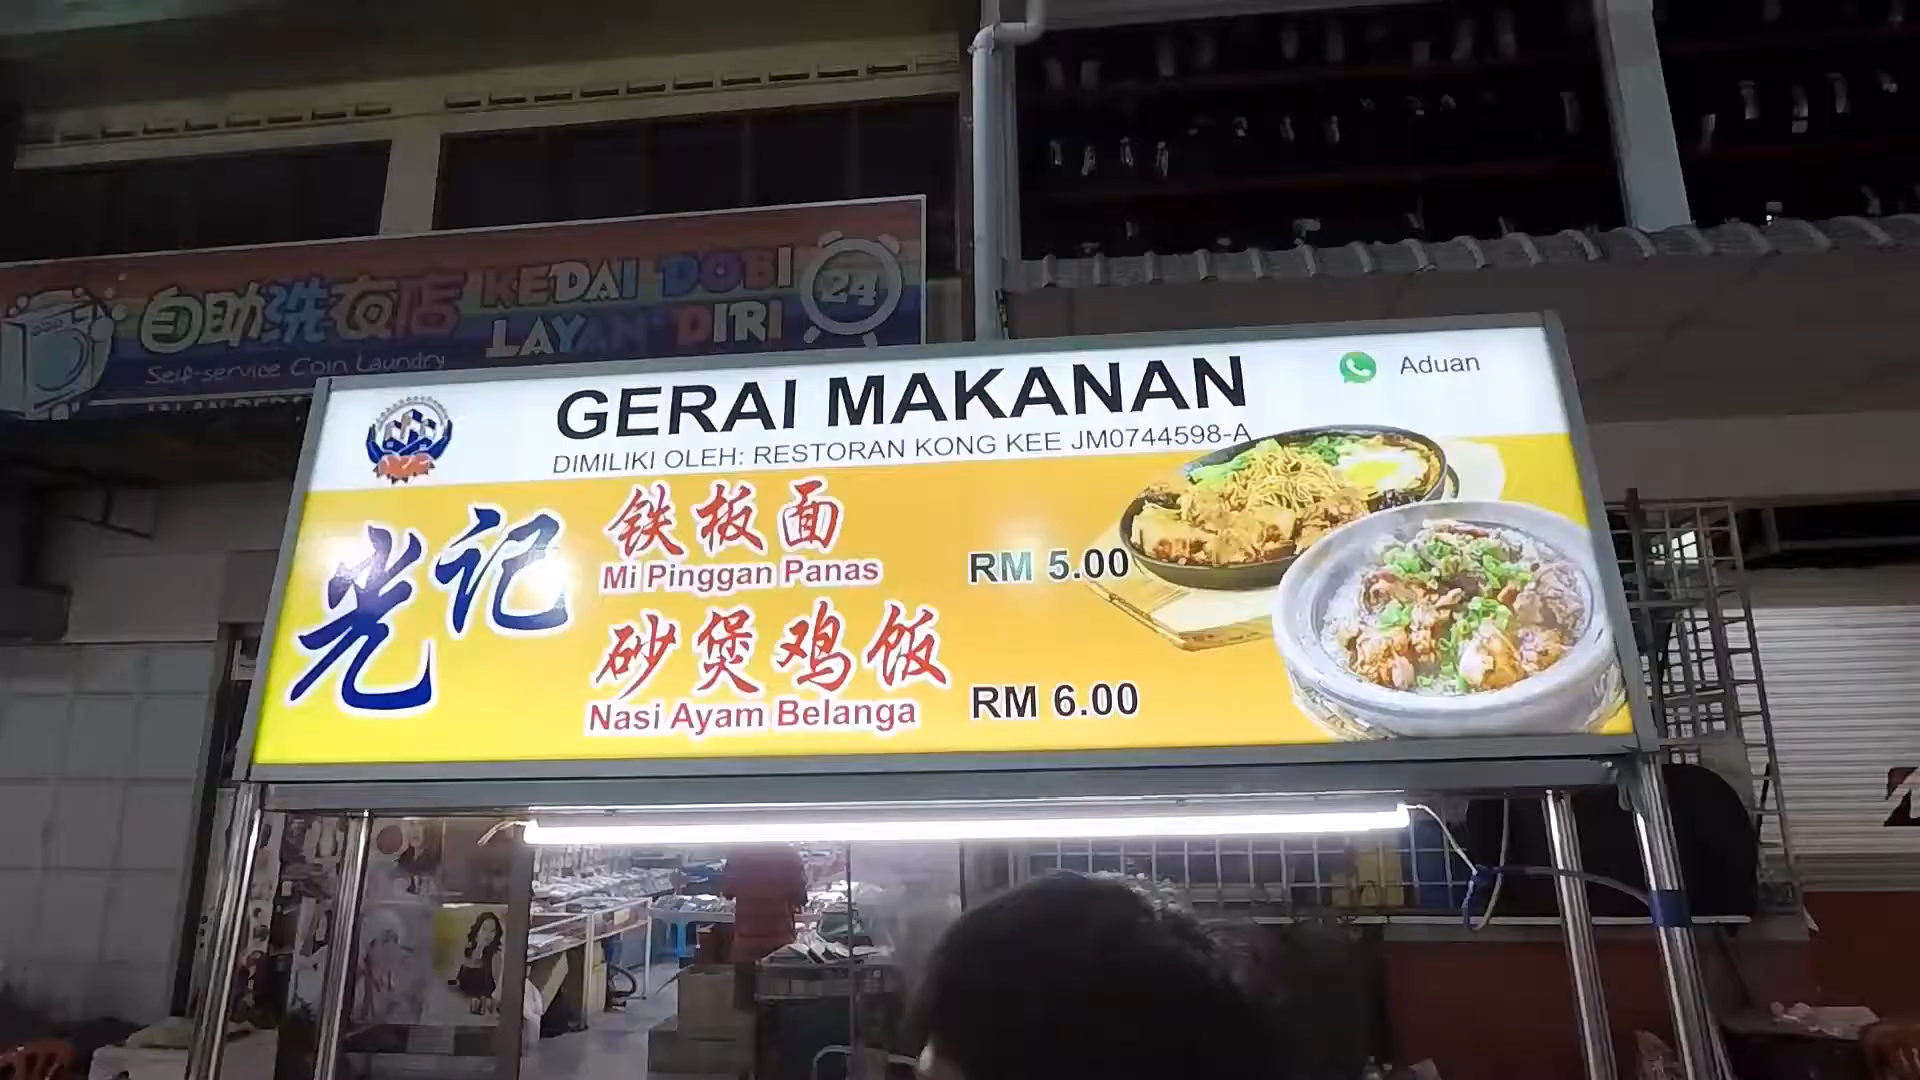 自助洗衣店 KEDAI DOBI
LAYAN DIRI
24
Self-service Coin Laundry
GERAI MAKANAN
Aduan
DIMILIKI OLEH: RESTORAN KONG KEE JM0744598-A
光记
铁板面
Mi Pinggan Panas
RM 5.00
砂煲鸡饭
Nasi Ayam Belanga
RM 6.00